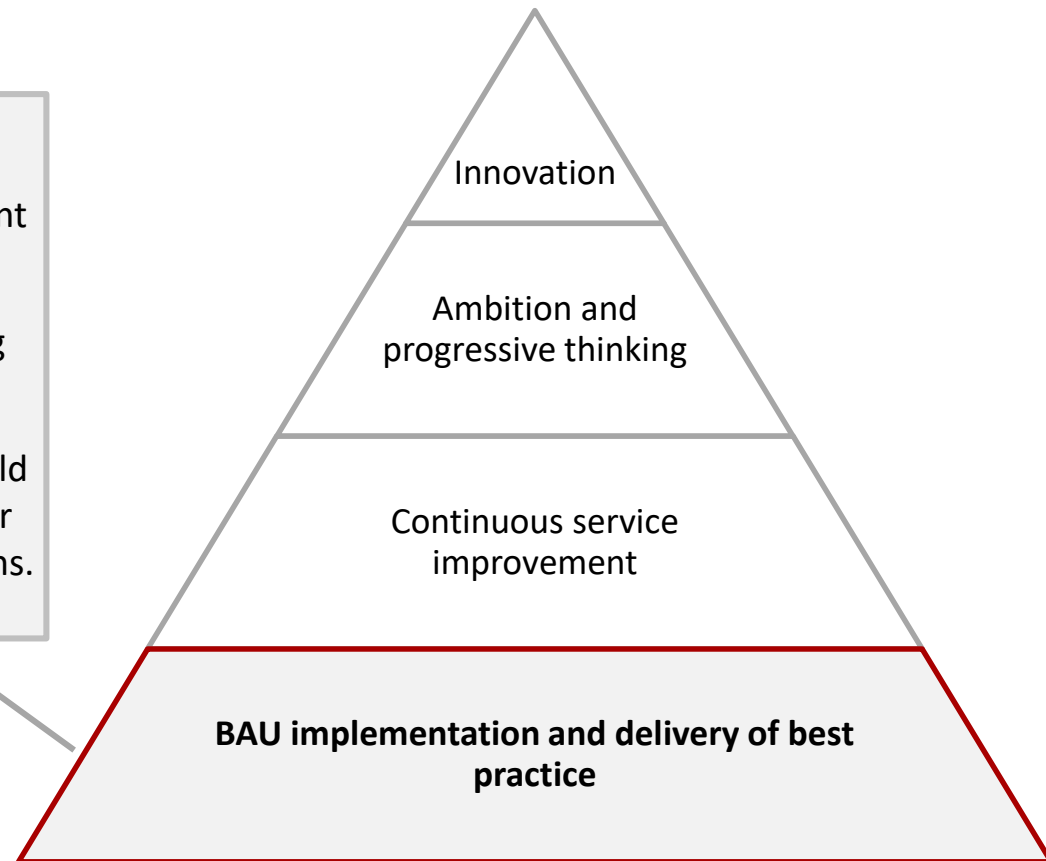 Innovation
Ambition and
progressive thinking
Continuous service
improvement
BAU implementation and delivery of best
practice